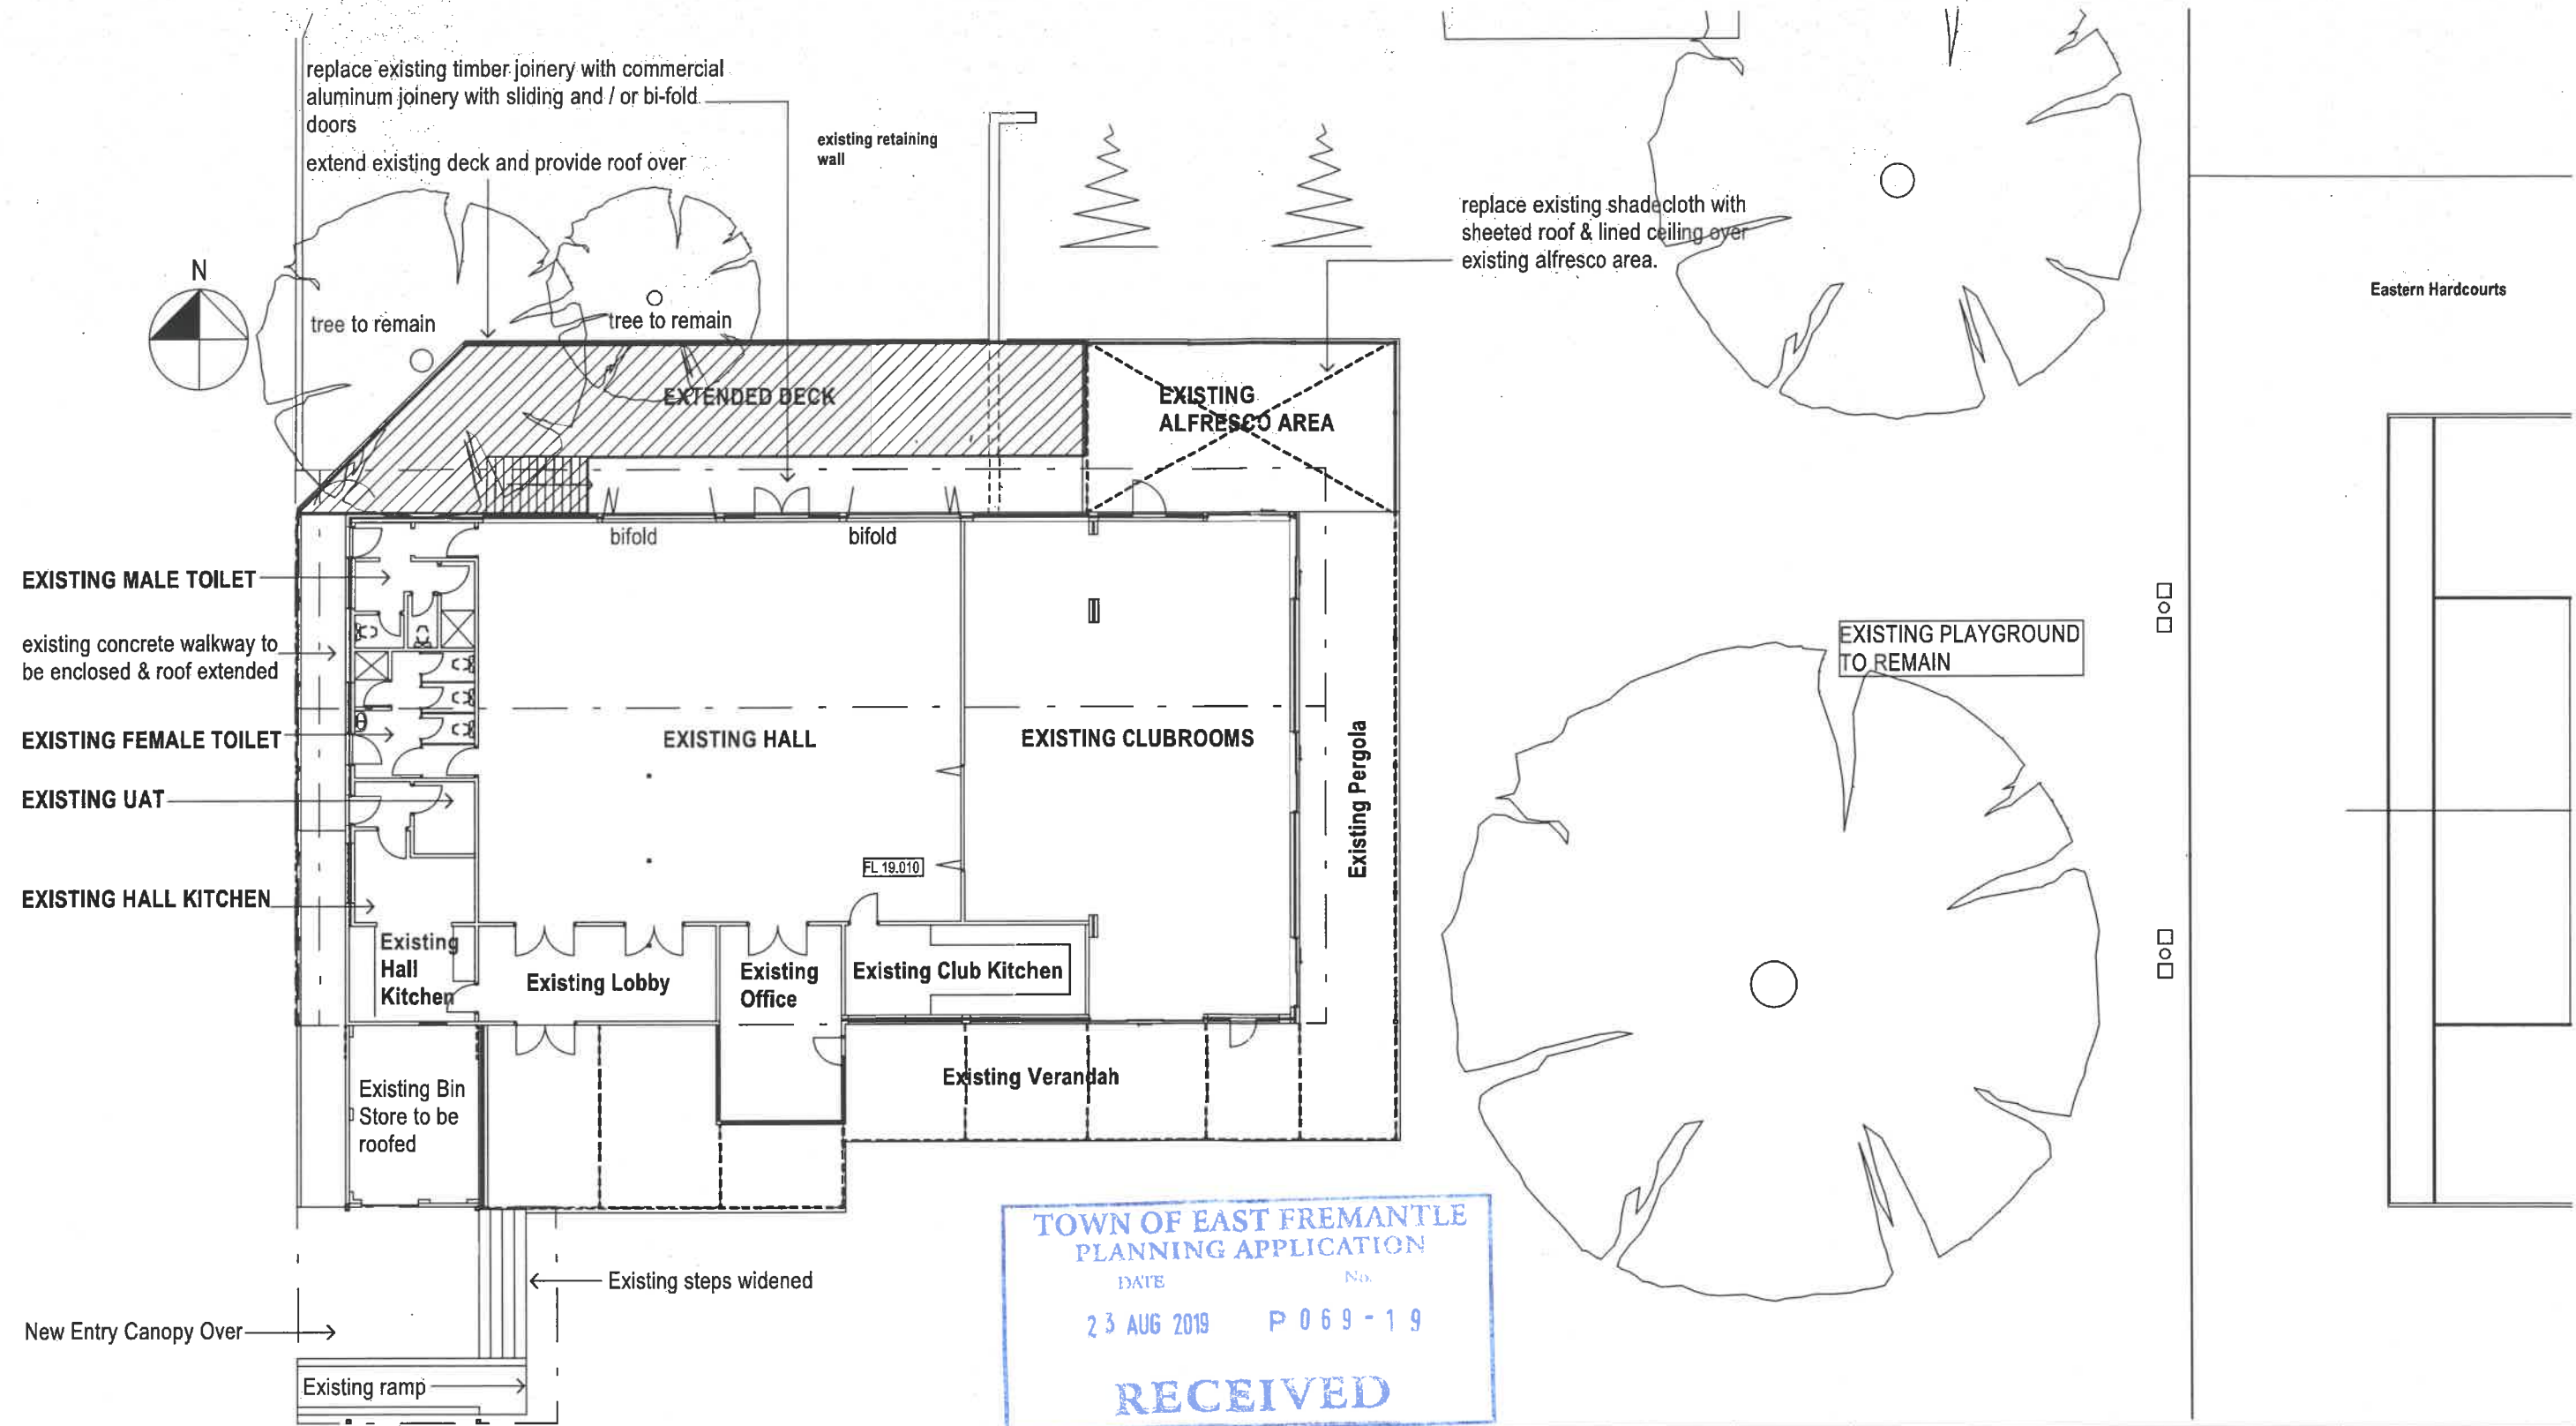 replace existing timber joinery with commercial
aluminum joinery with sliding and / or bi-fold
doors
extend existing deck and provide roof over
existing retaining
wall
replace existing shadecloth with
sheeted roof & lined ceiling over
existing alfresco area.
N
tree to remain
tree to remain
Eastern Hardcourts
EXTENDED DECK
EXISTING
ALFRESCO AREA
bifold
bifold
EXISTING MALE TOILET
existing concrete walkway to
be enclosed & roof extended
EXISTING FEMALE TOILET
EXISTING UAT
EXISTING HALL KITCHEN
EXISTING HALL
EXISTING CLUBROOMS
Existing Pergola
EXISTING PLAYGROUND
TO REMAIN
FL 19.010
Existing
Hall
Kitchen
Existing Lobby
Existing
Office
Existing Club Kitchen
Existing Bin
Store to be
roofed
Existing Verandah
Existing steps widened
New Entry Canopy Over
Existing ramp
TOWN OF EAST FREMANTLE
PLANNING APPLICATION
DATE No.
23 AUG 2019 P069-19
RECEIVED